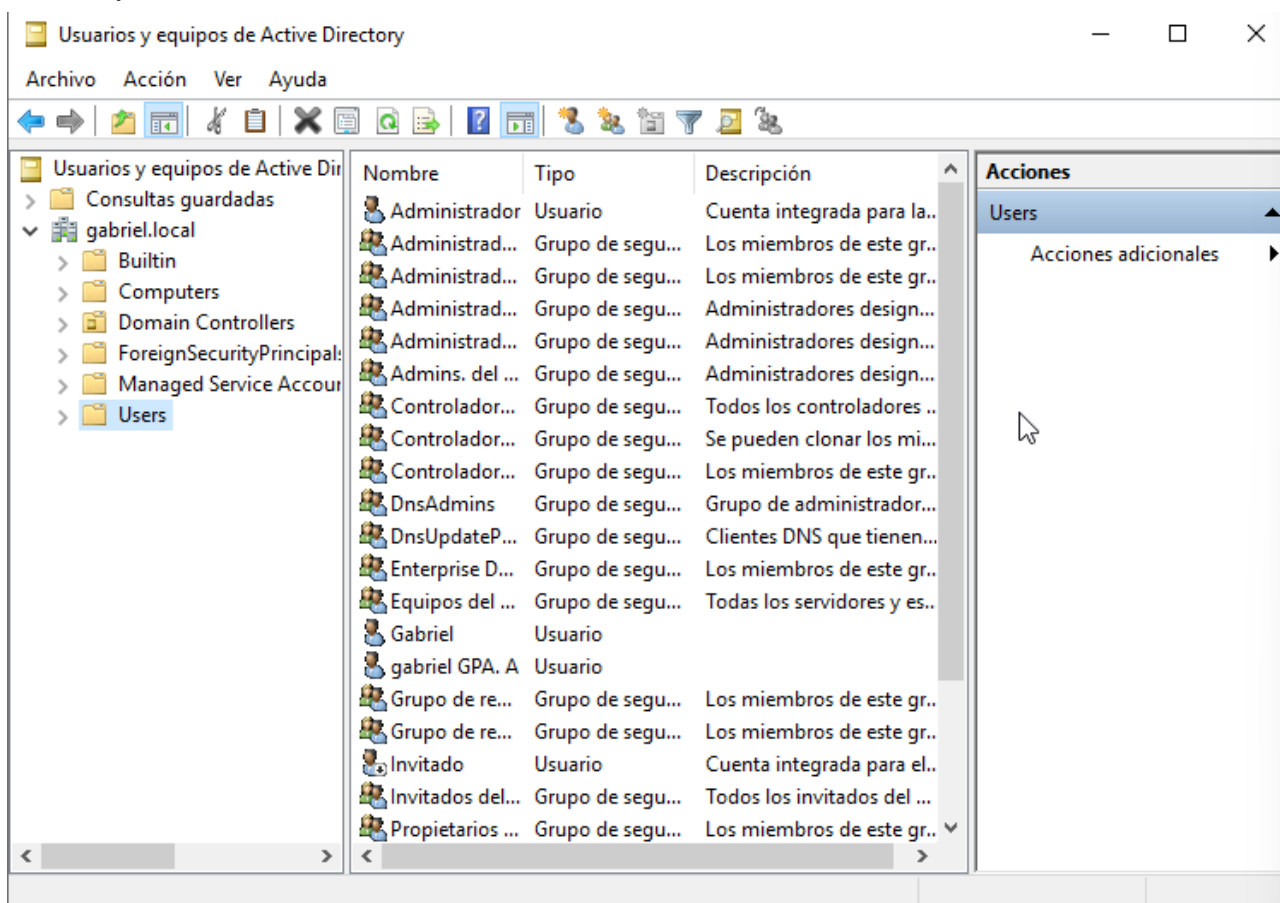 Usuarios y equipos de Active Directory
Archivo Acción Ver Ayuda
Usuarios y equipos de Active Dir
Consultas guardadas
gabriel.local
Builtin
Computers
Domain Controllers
ForeignSecurityPrincipals
Managed Service Accour
Users
Nombre Tipo Descripción
Administrador Usuario Cuenta integrada para la..
Administrad... Grupo de segu... Los miembros de este gr..
Administrad... Grupo de segu... Los miembros de este gr..
Administrad... Grupo de segu... Administradores design...
Administrad... Grupo de segu... Administradores design...
Admins. del ... Grupo de segu... Administradores design...
Controlador... Grupo de segu... Todos los controladores ..
Controlador... Grupo de segu... Se pueden clonar los mi...
Controlador... Grupo de segu... Los miembros de este gr..
DnsAdmins Grupo de segu... Grupo de administrador...
DnsUpdateP... Grupo de segu... Clientes DNS que tienen...
Enterprise D... Grupo de segu... Los miembros de este gr..
Equipos del ... Grupo de segu... Todas los servidores y es..
Gabriel Usuario
gabriel GPA. A Usuario
Grupo de re... Grupo de segu... Los miembros de este gr..
Grupo de re... Grupo de segu... Los miembros de este gr..
Invitado Usuario Cuenta integrada para el..
Invitados del... Grupo de segu... Todos los invitados del ...
Propietarios ... Grupo de segu... Los miembros de este gr..
Acciones
Users
Acciones adicionales